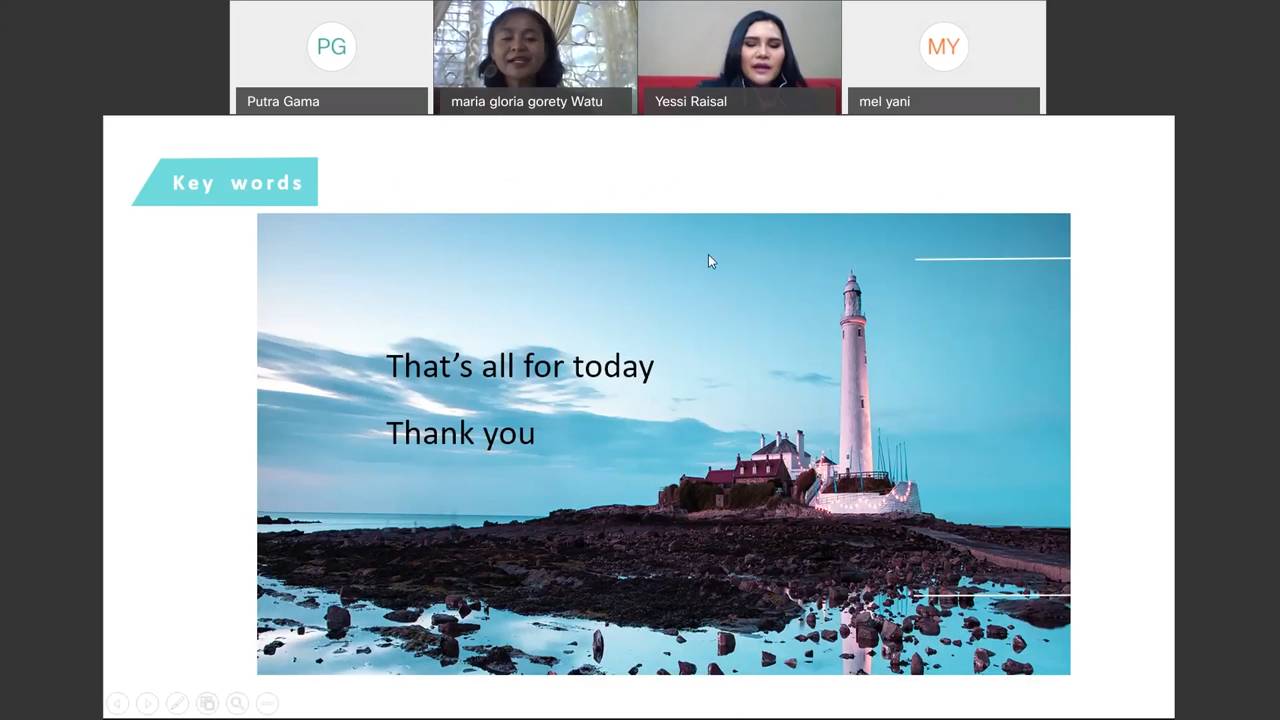 PG
MY
Putra Gama
maria gloria gorety Watu
Yessi Raisal
mel yani
Key words
That's all for today
Thank you